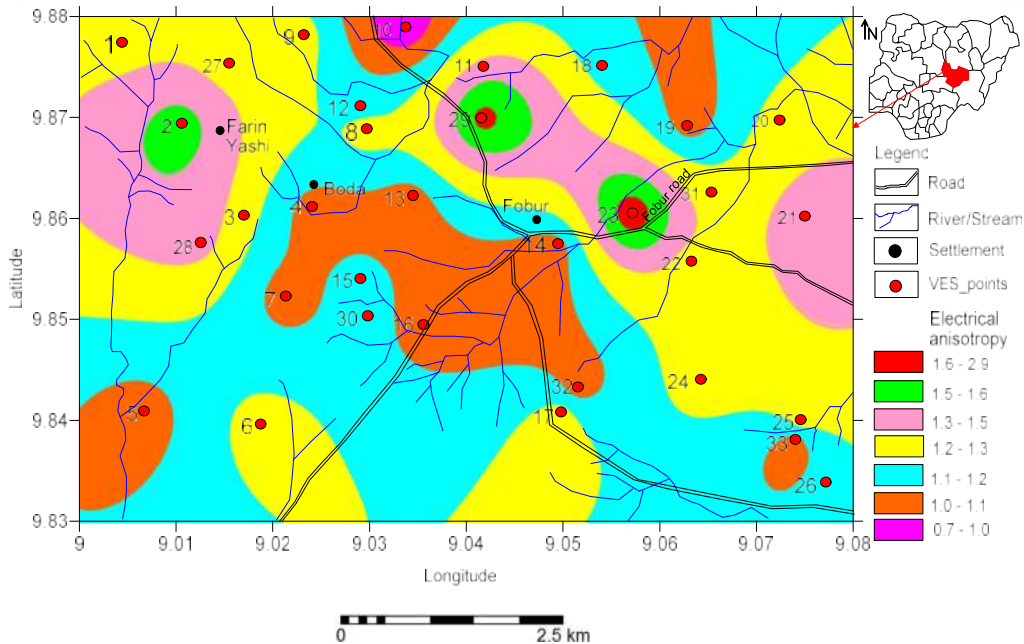 9.88
9.87
9.86
9.85
9.84
9.83
Latitude
9
9.01
9.02
9.03
9.04
9.05
9.06
9.07
9.08
Longitude
1
9
10
27
11
18
2
Farin
Yashi
12
8
29
19
20
Boda
3
4
13
Fobur
23
Fobur road
31
21
28
14
22
7
15
30
16
32
24
5
6
17
25
33
26
0
2.5 km
N
Legend
Road
River/Stream
Settlement
VES_points
Electrical
anisotropy
1.6 - 2.9
1.5 - 1.6
1.3 - 1.5
1.2 - 1.3
1.1 - 1.2
1.0 - 1.1
0.7 - 1.0